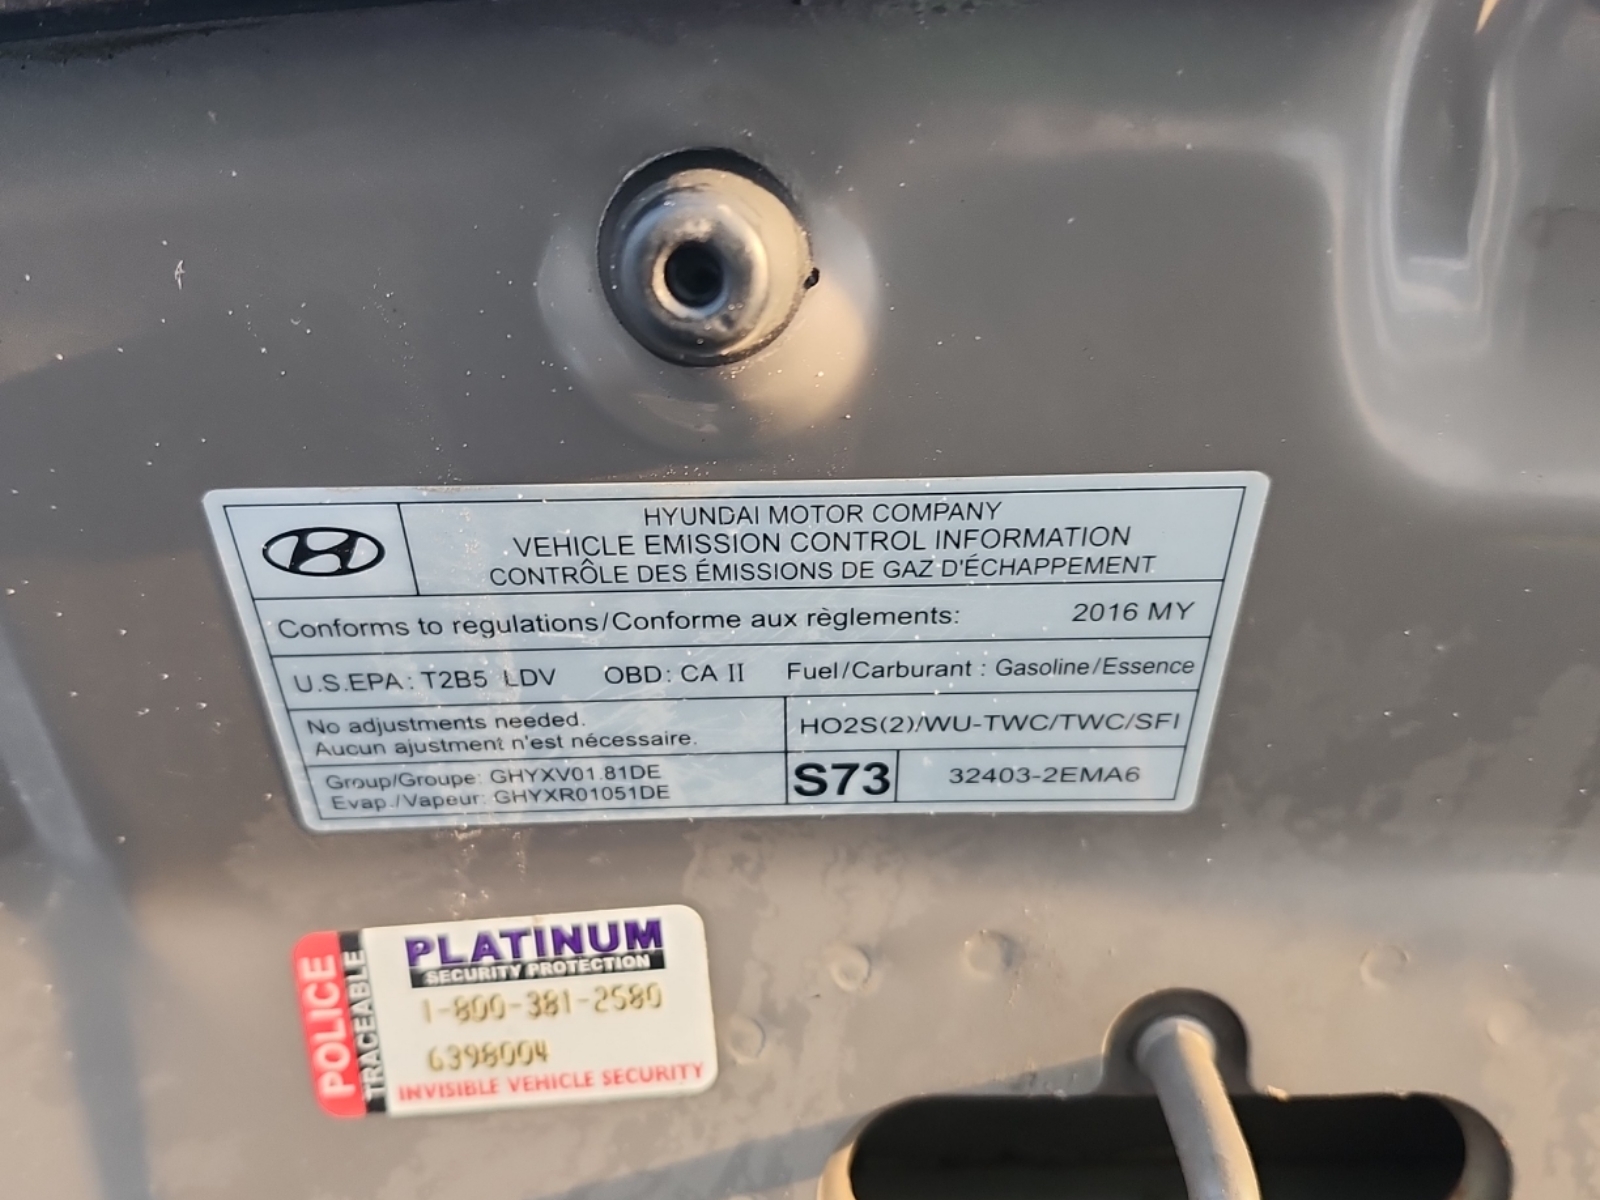 HYUNDAI MOTOR COMPANY
VEHICLE EMISSION CONTROL INFORMATION
CONTRÔLE DES ÉMISSIONS DE GAZ D'ÉCHAPPEMENT
Conforms to regulations/Conforme aux règlements: 2016 MY
U.S.EPA: T2B5 LDV OBD: CA II Fuel/Carburant : Gasoline/Essence
No adjustments needed.
Aucun ajustment n'est nécessaire.
HO2S(2)/WU-TWC/TWC/SFI
Group/Groupe: GHYXV01.81DE
Evap./Vapeur: GHYXR01051DE
S73
32403-2EMA6
POLICE
TRACEABLE
PLATINUM
SECURITY PROTECTION
1-800-381-2580
6398004
INVISIBLE VEHICLE SECURITY